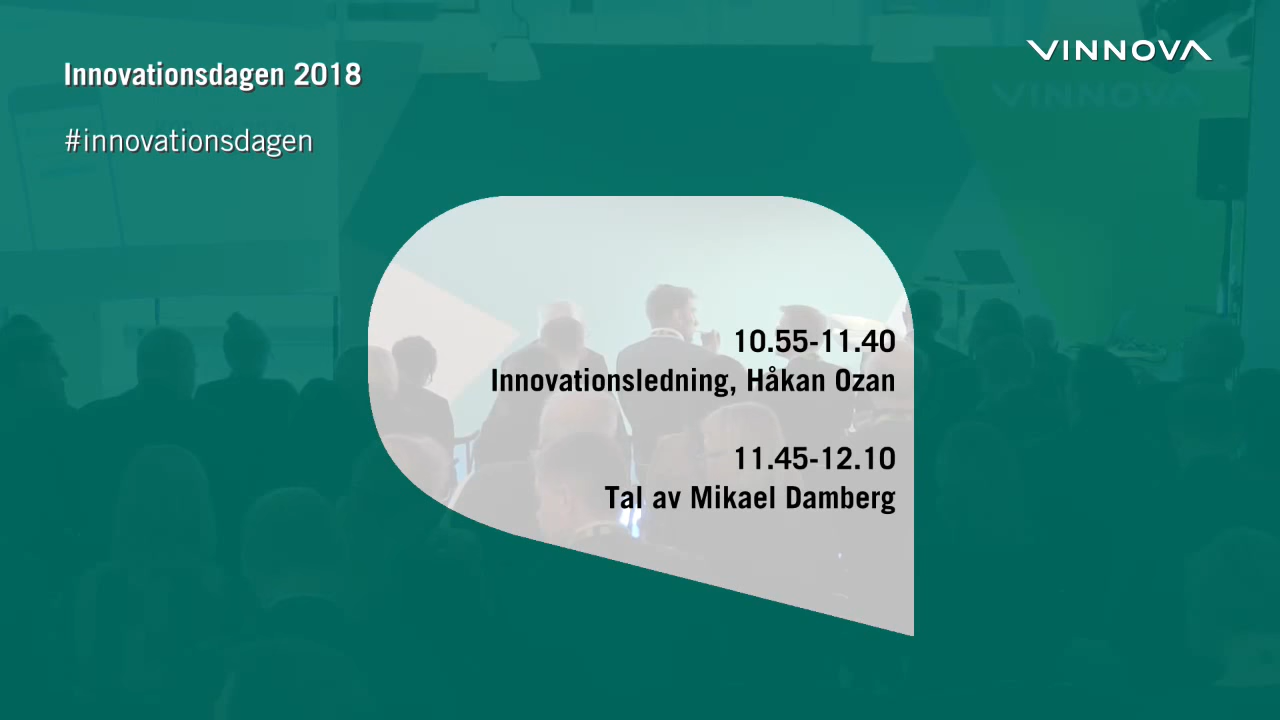 Innovationsdagen 2018
#innovationsdagen
VINNOVA
VINNOVA
10.55-11.40
Innovationsledning, Håkan Ozan
11.45-12.10
Tal av Mikael Damberg